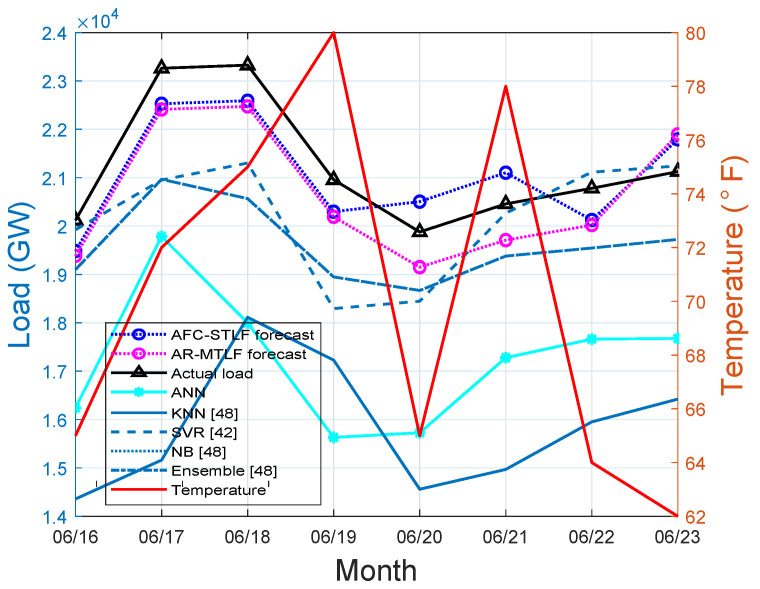 ×10⁴
2.4
2.3
2.2
2.1
2
1.9
1.8
1.7
1.6
1.5
1.4
Load (GW)
80
78
76
74
72
70
68
66
64
62
Temperature (° F)
AFC-STLF forecast
AR-MTLF forecast
Actual load
ANN
KNN [48]
SVR [42]
NB [48]
Ensemble [48]
Temperature
06/16 06/17 06/18 06/19 06/20 06/21 06/22 06/23
Month